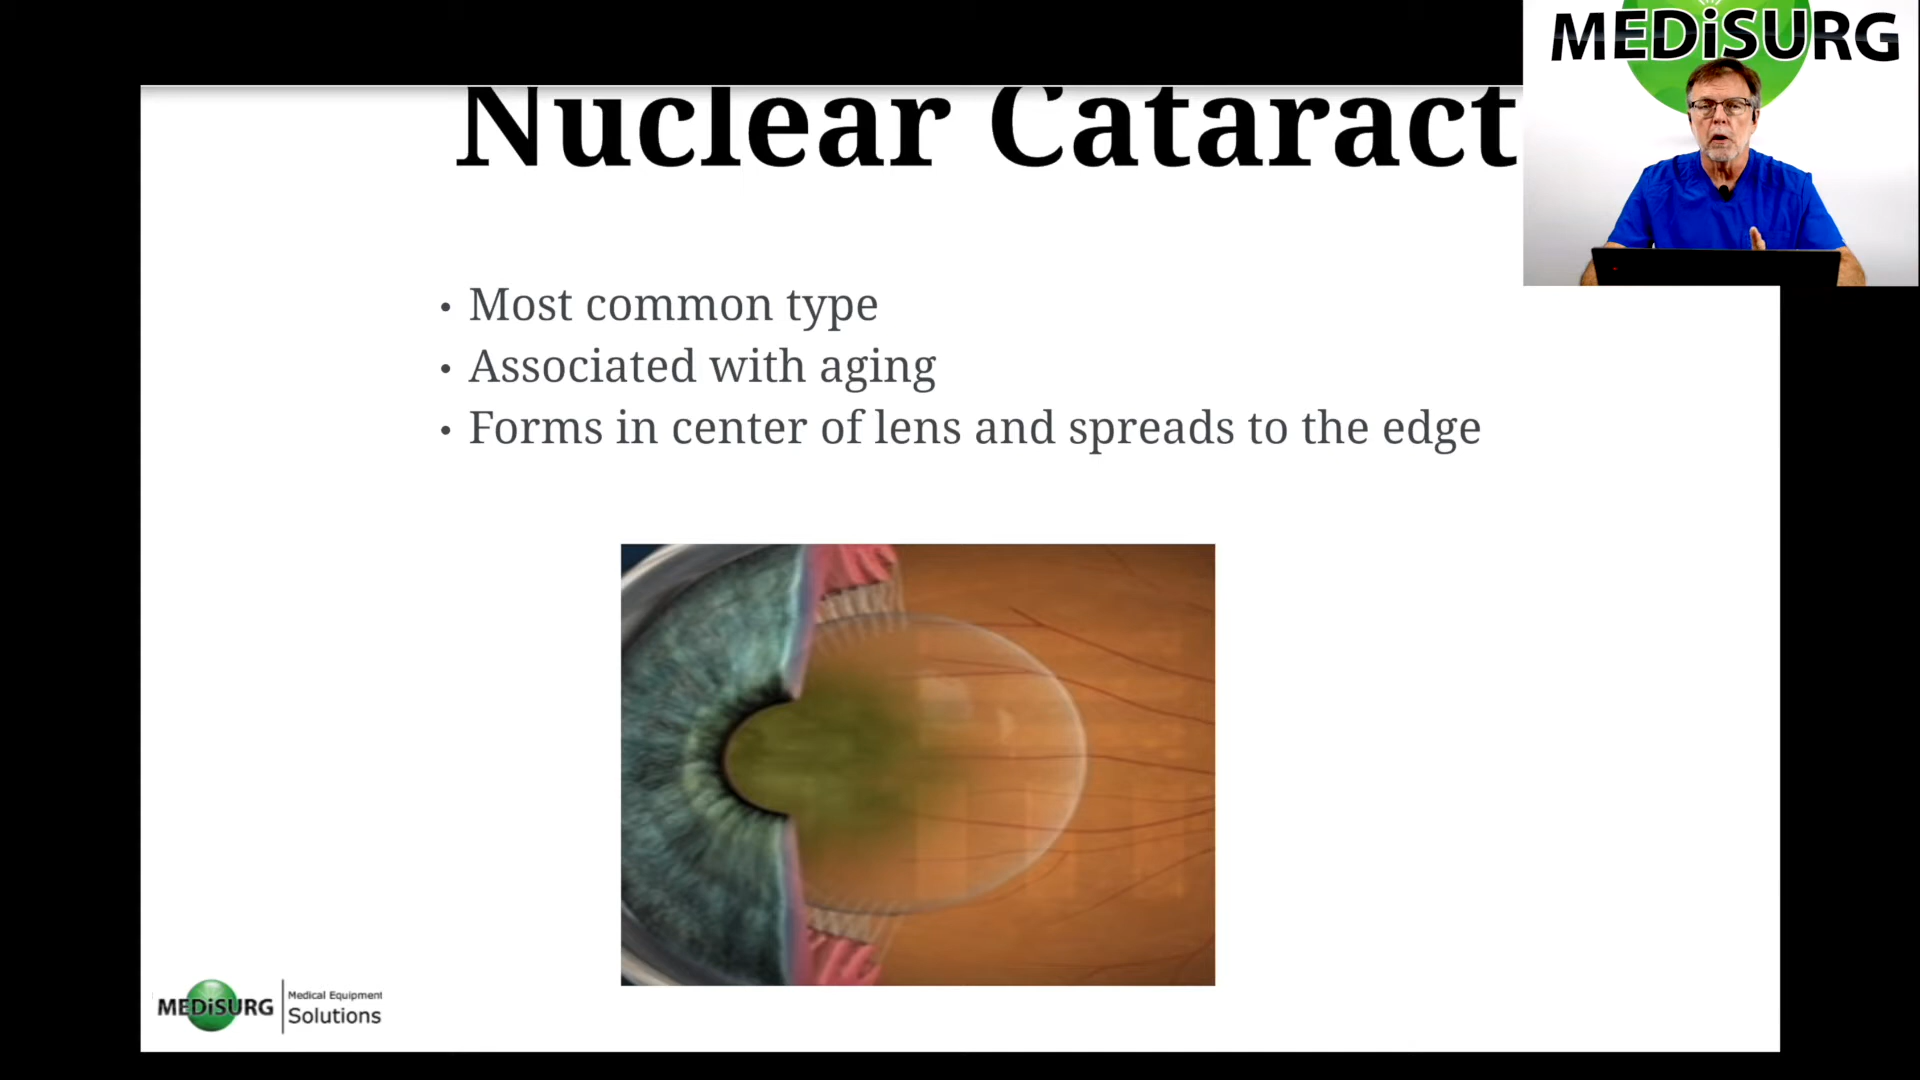 Nuclear Cataract
MEDiSURG
• Most common type
• Associated with aging
• Forms in center of lens and spreads to the edge
MEDiSURG
Medical Equipment
Solutions